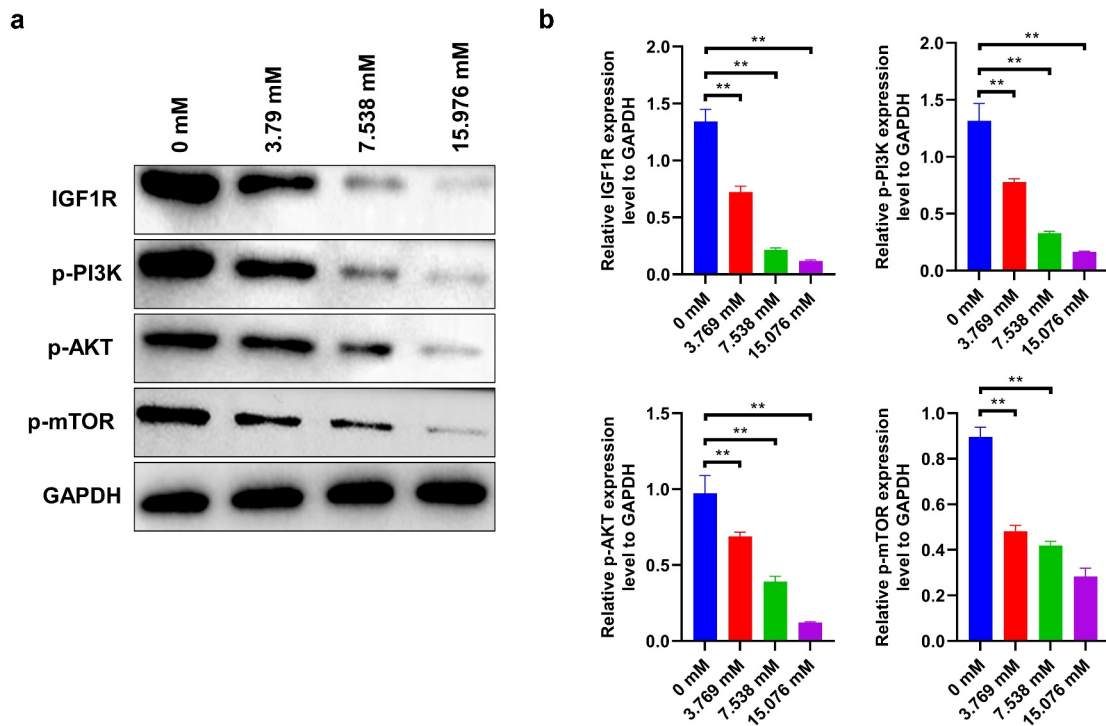 a
0 mM
3.79 mM
7.538 mM
15.976 mM
IGF1R
p-PI3K
p-AKT
p-mTOR
GAPDH
b
Relative IGF1R expression
level to GAPDH
2.0
1.5
1.0
0.5
0.0
**
**
**
0 mM
3.769 mM
7.538 mM
15.076 mM
Relative p-PI3K expression
level to GAPDH
2.0
1.5
1.0
0.5
0.0
**
**
**
0 mM
3.769 mM
7.538 mM
15.076 mM
Relative p-AKT expression
level to GAPDH
1.5
1.0
0.5
0.0
**
**
**
0 mM
3.769 mM
7.538 mM
15.076 mM
Relative p-mTOR expression
level to GAPDH
1.0
0.8
0.6
0.4
0.2
0.0
**
**
0 mM
3.769 mM
7.538 mM
15.076 mM